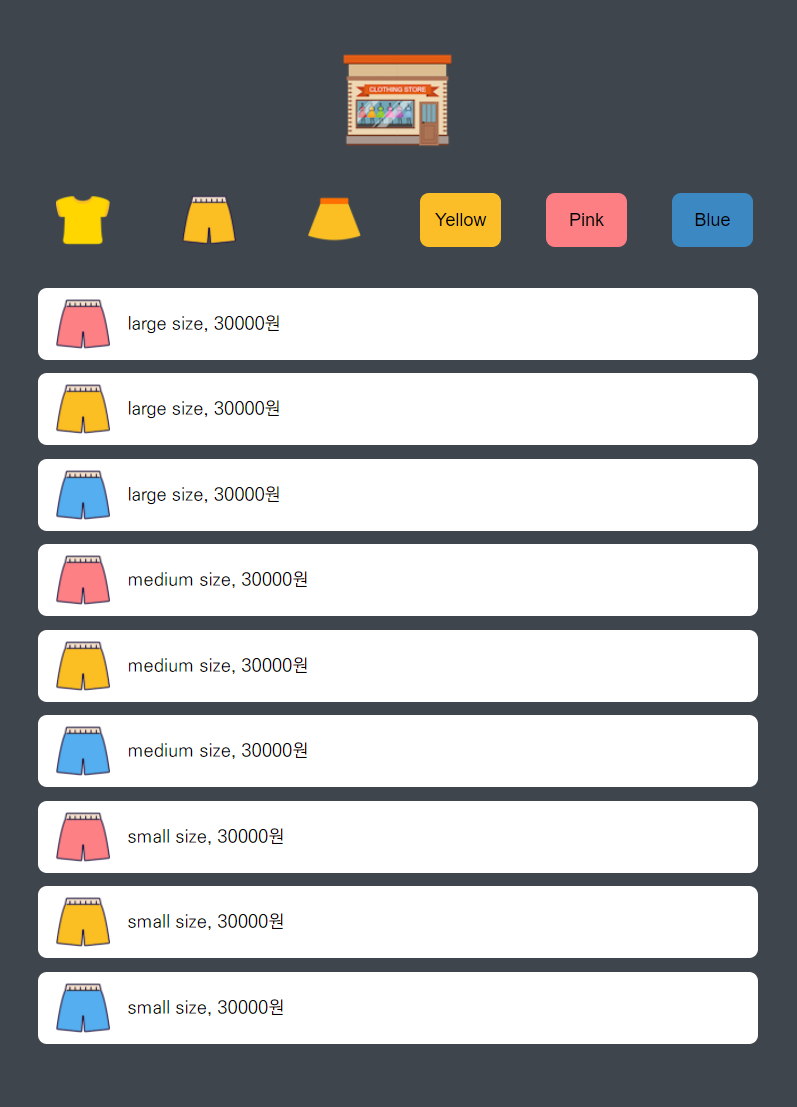 CLOTHING STORE
Yellow
Pink
Blue
large size, 30000원
large size, 30000원
large size, 30000원
medium size, 30000원
medium size, 30000원
medium size, 30000원
small size, 30000원
small size, 30000원
small size, 30000원